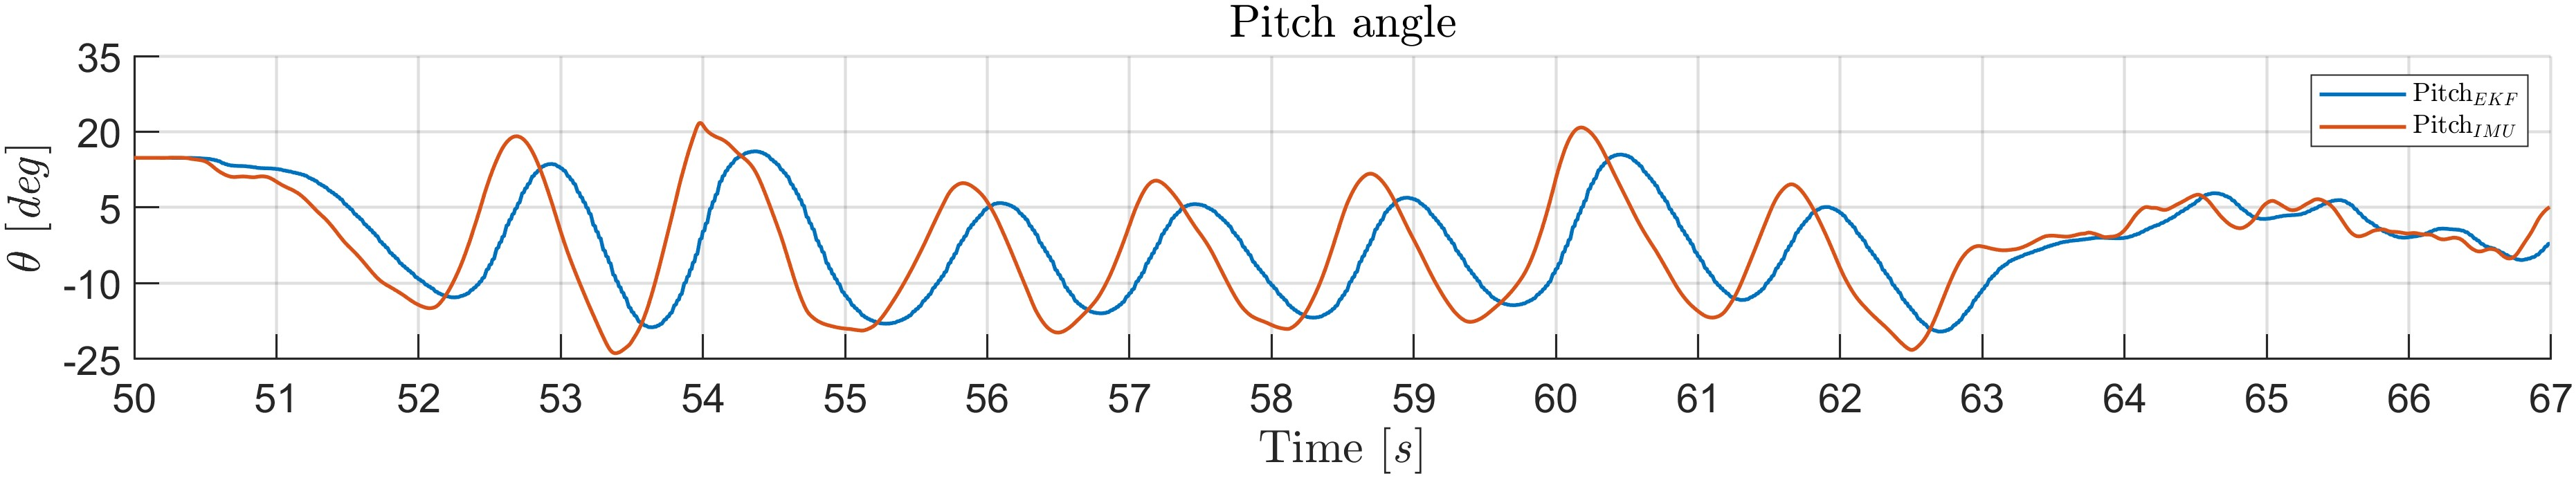 Pitch angle
35
20
5
-10
-25
θ [deg]
Pitch_EKF
Pitch_IMU
50 51 52 53 54 55 56 57 58 59 60 61 62 63 64 65 66 67
Time [s]